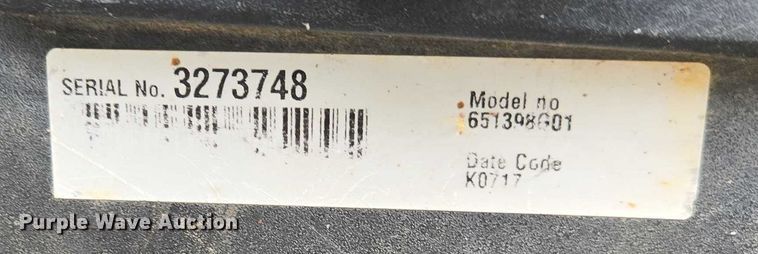 SERIAL No. 3273748
Model no
651398G01
Date Code
K0717
Purple Wave Auction